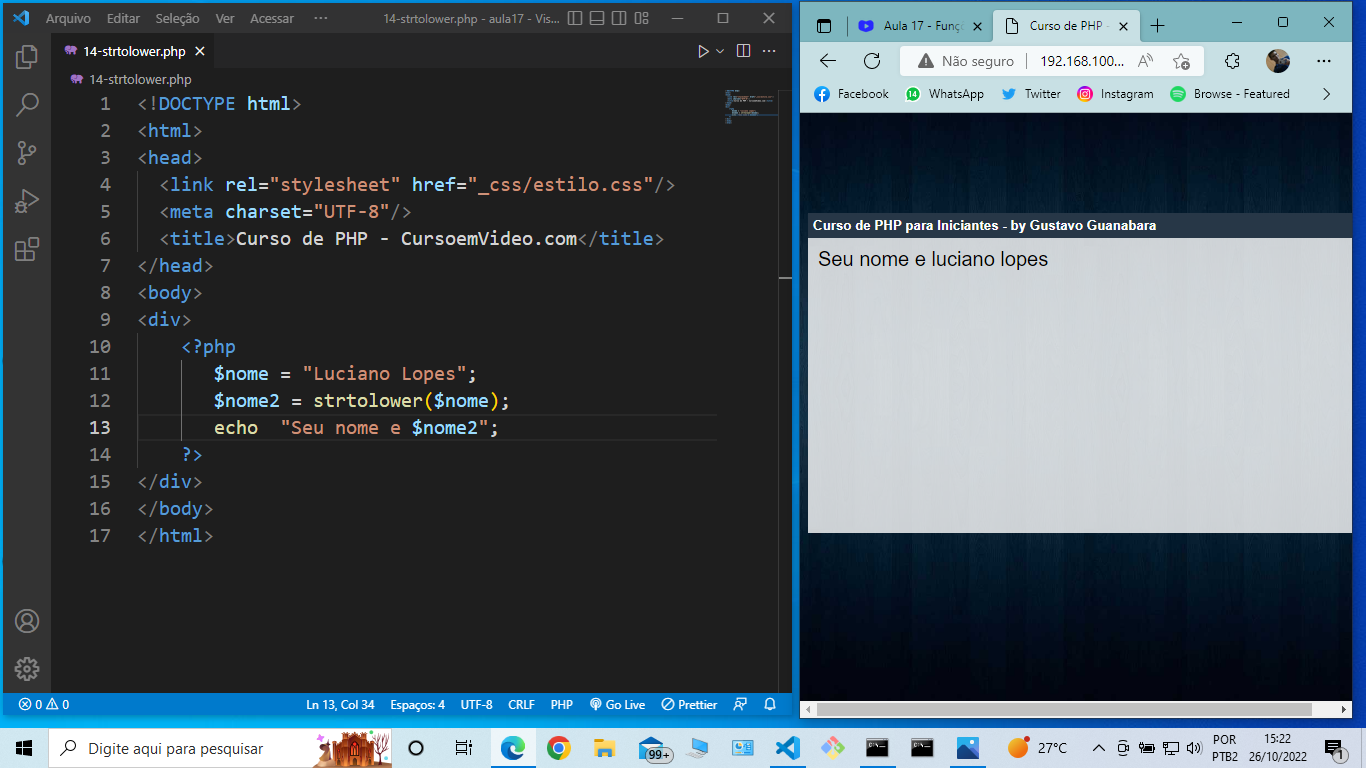 Arquivo Editar Seleção Ver Acessar ··· 14-strtolower.php - aula17 - Vis...
14-strtolower.php
14-strtolower.php
1 <!DOCTYPE html>
2 <html>
3 <head>
4 <link rel="stylesheet" href="_css/estilo.css"/>
5 <meta charset="UTF-8"/>
6 <title>Curso de PHP - CursoemVideo.com</title>
7 </head>
8 <body>
9 <div>
10 <?php
11 $nome = "Luciano Lopes";
12 $nome2 = strtolower($nome);
13 echo  "Seu nome e $nome2";
14 ?>
15 </div>
16 </body>
17 </html>
0 0 Ln 13, Col 34 Espaços: 4 UTF-8 CRLF PHP Go Live Prettier
Aula 17 - Funç Curso de PHP -
Não seguro 192.168.100...
Facebook WhatsApp Twitter Instagram Browse - Featured
Curso de PHP para Iniciantes - by Gustavo Guanabara
Seu nome e luciano lopes
Digite aqui para pesquisar 99+ 27°C POR 15:22
PTB2 26/10/2022 1